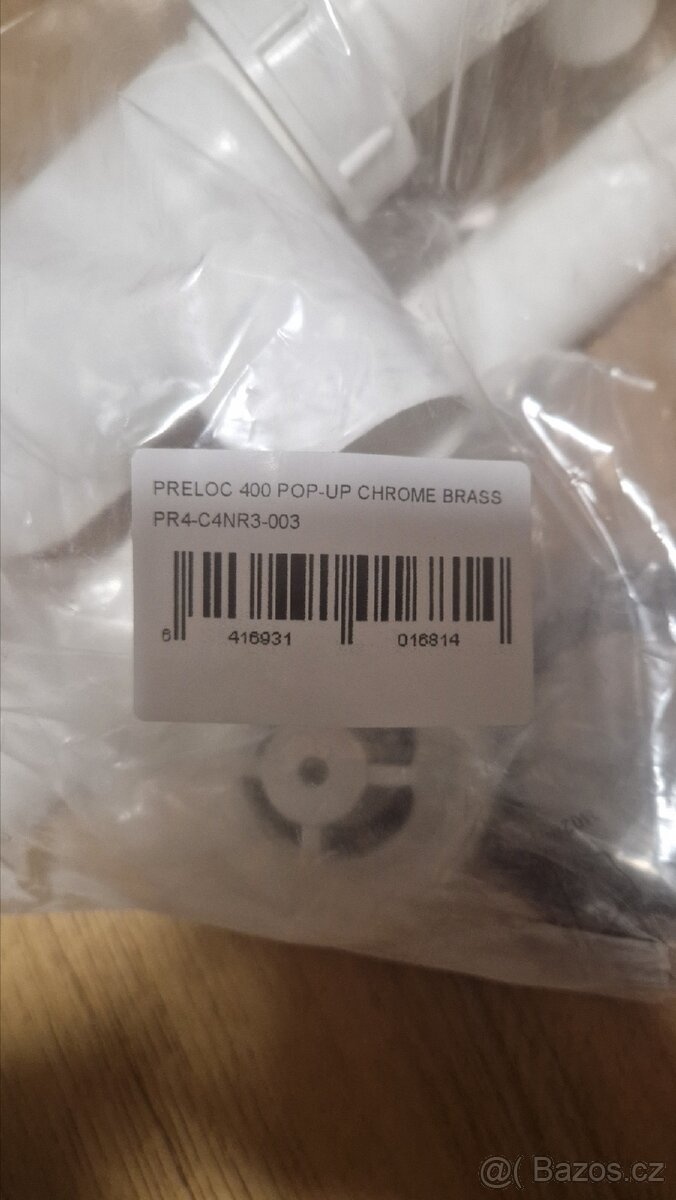 PRELOC 400 POP-UP CHROME BRASS
PR4-C4NR3-003
6 416931 016814
@( Bazos.cz